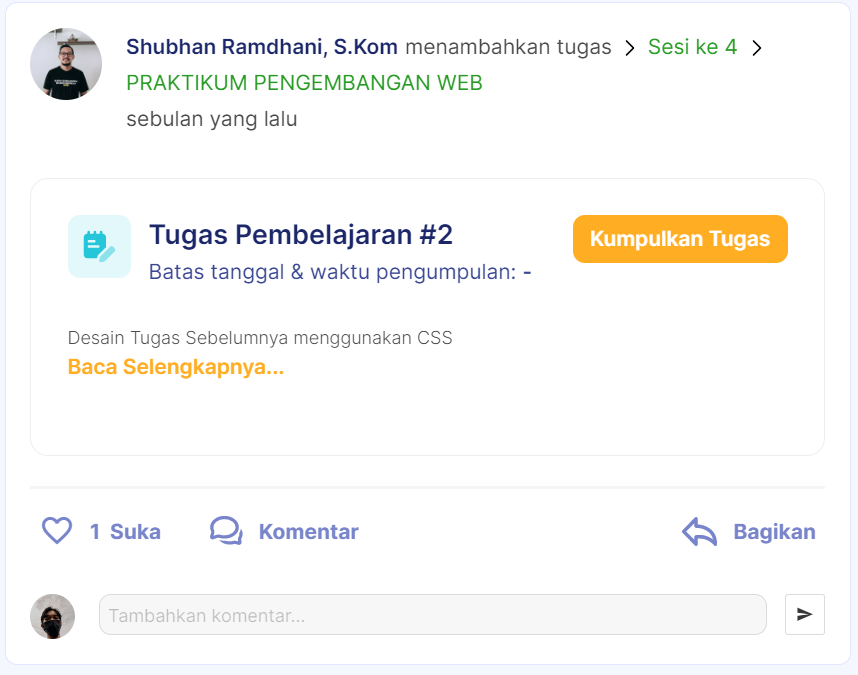 Shubhan Ramdhani, S.Kom menambahkan tugas > Sesi ke 4 >
PRAKTIKUM PENGEMBANGAN WEB
sebulan yang lalu
Tugas Pembelajaran #2
Kumpulkan Tugas
Batas tanggal & waktu pengumpulan: -
Desain Tugas Sebelumnya menggunakan CSS
Baca Selengkapnya...
1 Suka
Komentar
Bagikan
Tambahkan komentar...